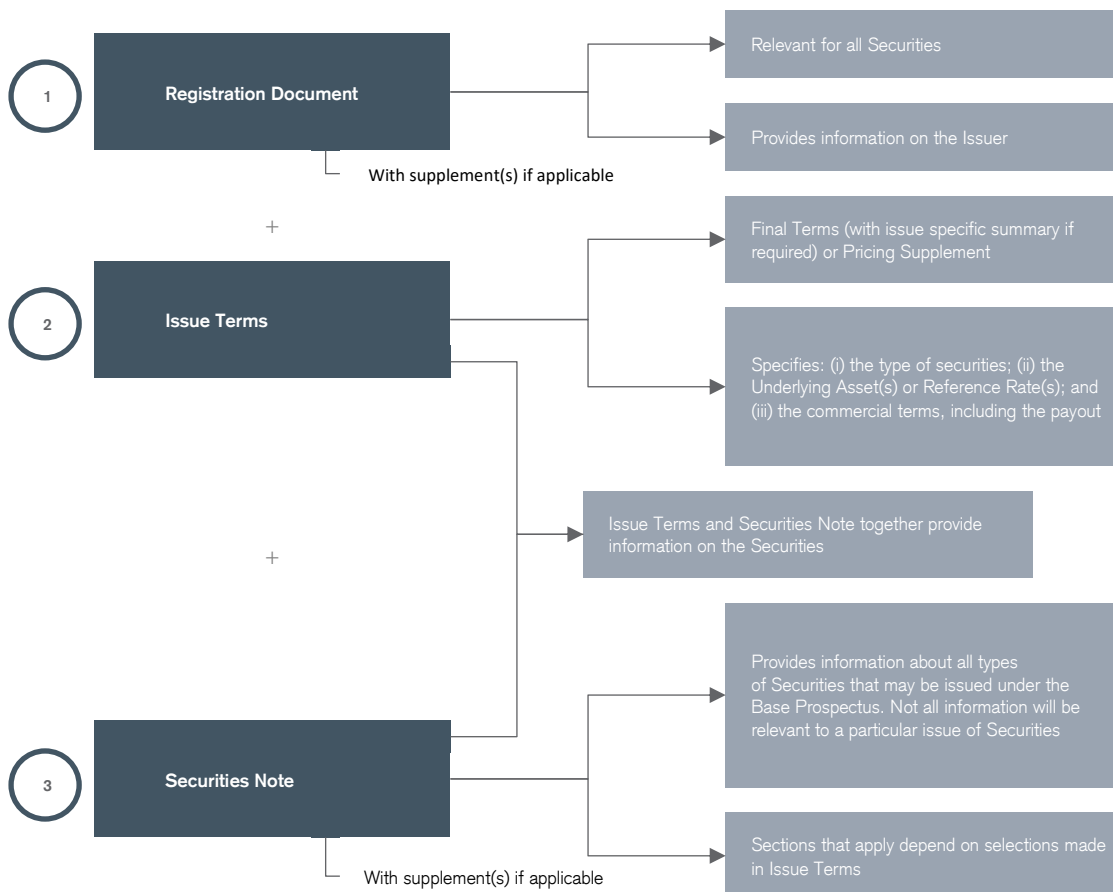 Relevant for all Securities
1
Registration Document
Provides information on the Issuer
With supplement(s) if applicable
+
Final Terms (with issue specific summary if
required) or Pricing Supplement
2
Issue Terms
Specifies: (i) the type of securities; (ii) the
Underlying Asset(s) or Reference Rate(s); and
(iii) the commercial terms, including the payout
Issue Terms and Securities Note together provide
information on the Securities
+
Provides information about all types
of Securities that may be issued under the
Base Prospectus. Not all information will be
relevant to a particular issue of Securities
3
Securities Note
Sections that apply depend on selections made
in Issue Terms
With supplement(s) if applicable